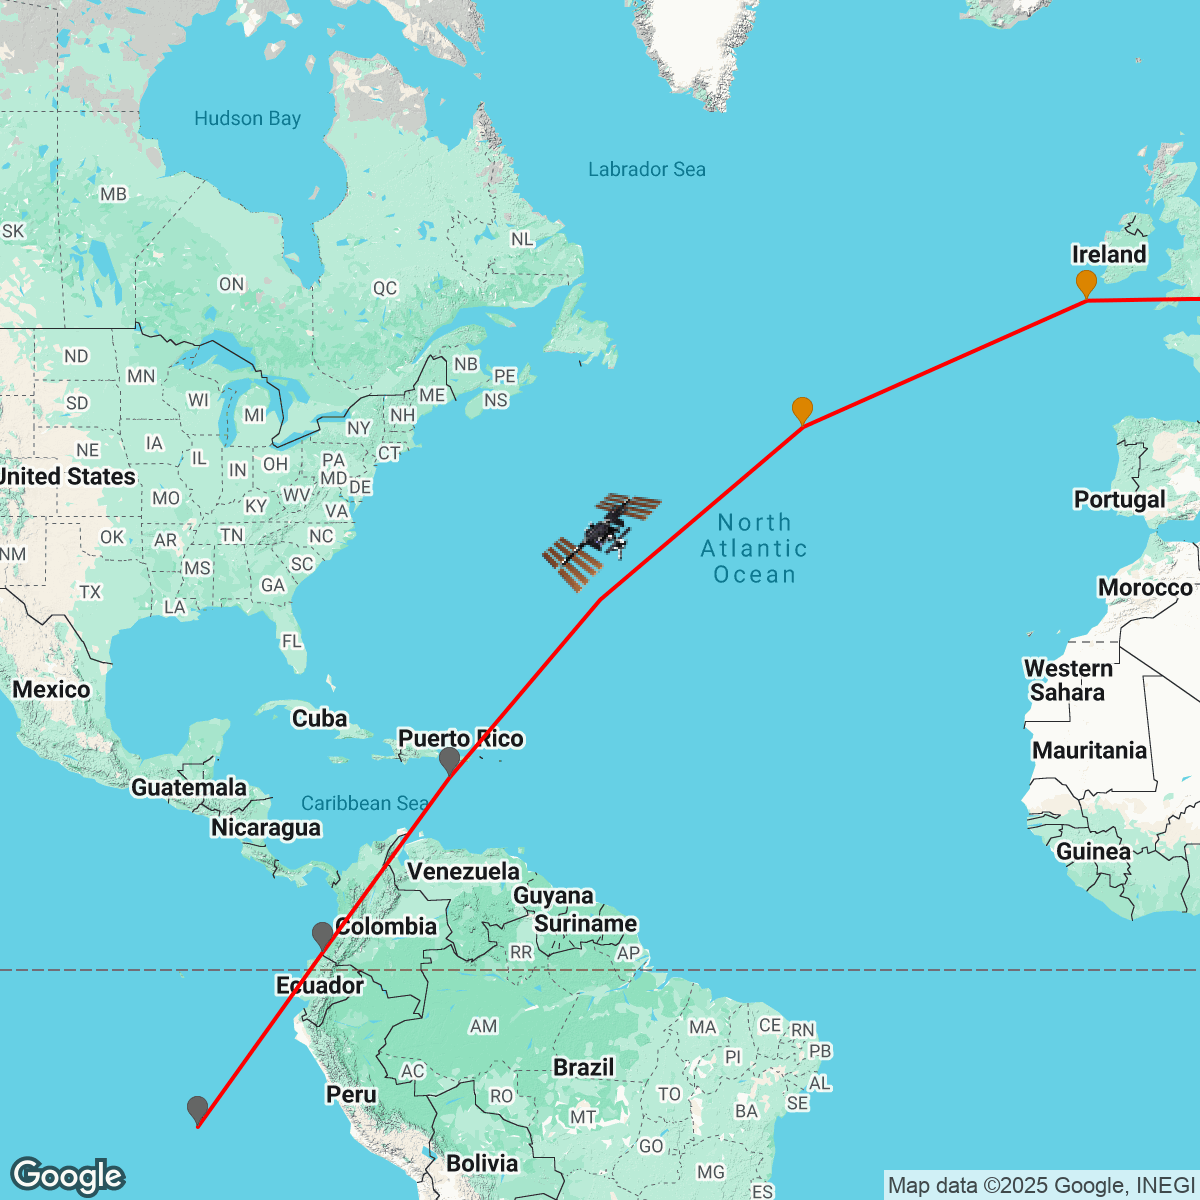 Hudson Bay
Labrador Sea
MB
SK
NL
Ireland
ON
QC
ND
MN
NB
PE
SD
WI
MI
ME
NS
NH
NY
IA
NE
IL
IN
OH
PA
CT
United States
MD
DE
MO
KY
WV
VA
Portugal
North
Atlantic
Ocean
OK
AR
TN
NC
NM
MS
SC
TX
GA
LA
Morocco
FL
Western
Sahara
Mexico
Cuba
Puerto Rico
Mauritania
Guatemala
Caribbean Sea
Nicaragua
Guinea
Venezuela
Guyana
Suriname
Colombia
RR
AP
Ecuador
AM
MA
CE
RN
PB
PI
AC
Brazil
AL
Peru
RO
TO
SE
MT
BA
GO
Bolivia
MG
ES
Google
Map data ©2025 Google, INEGI